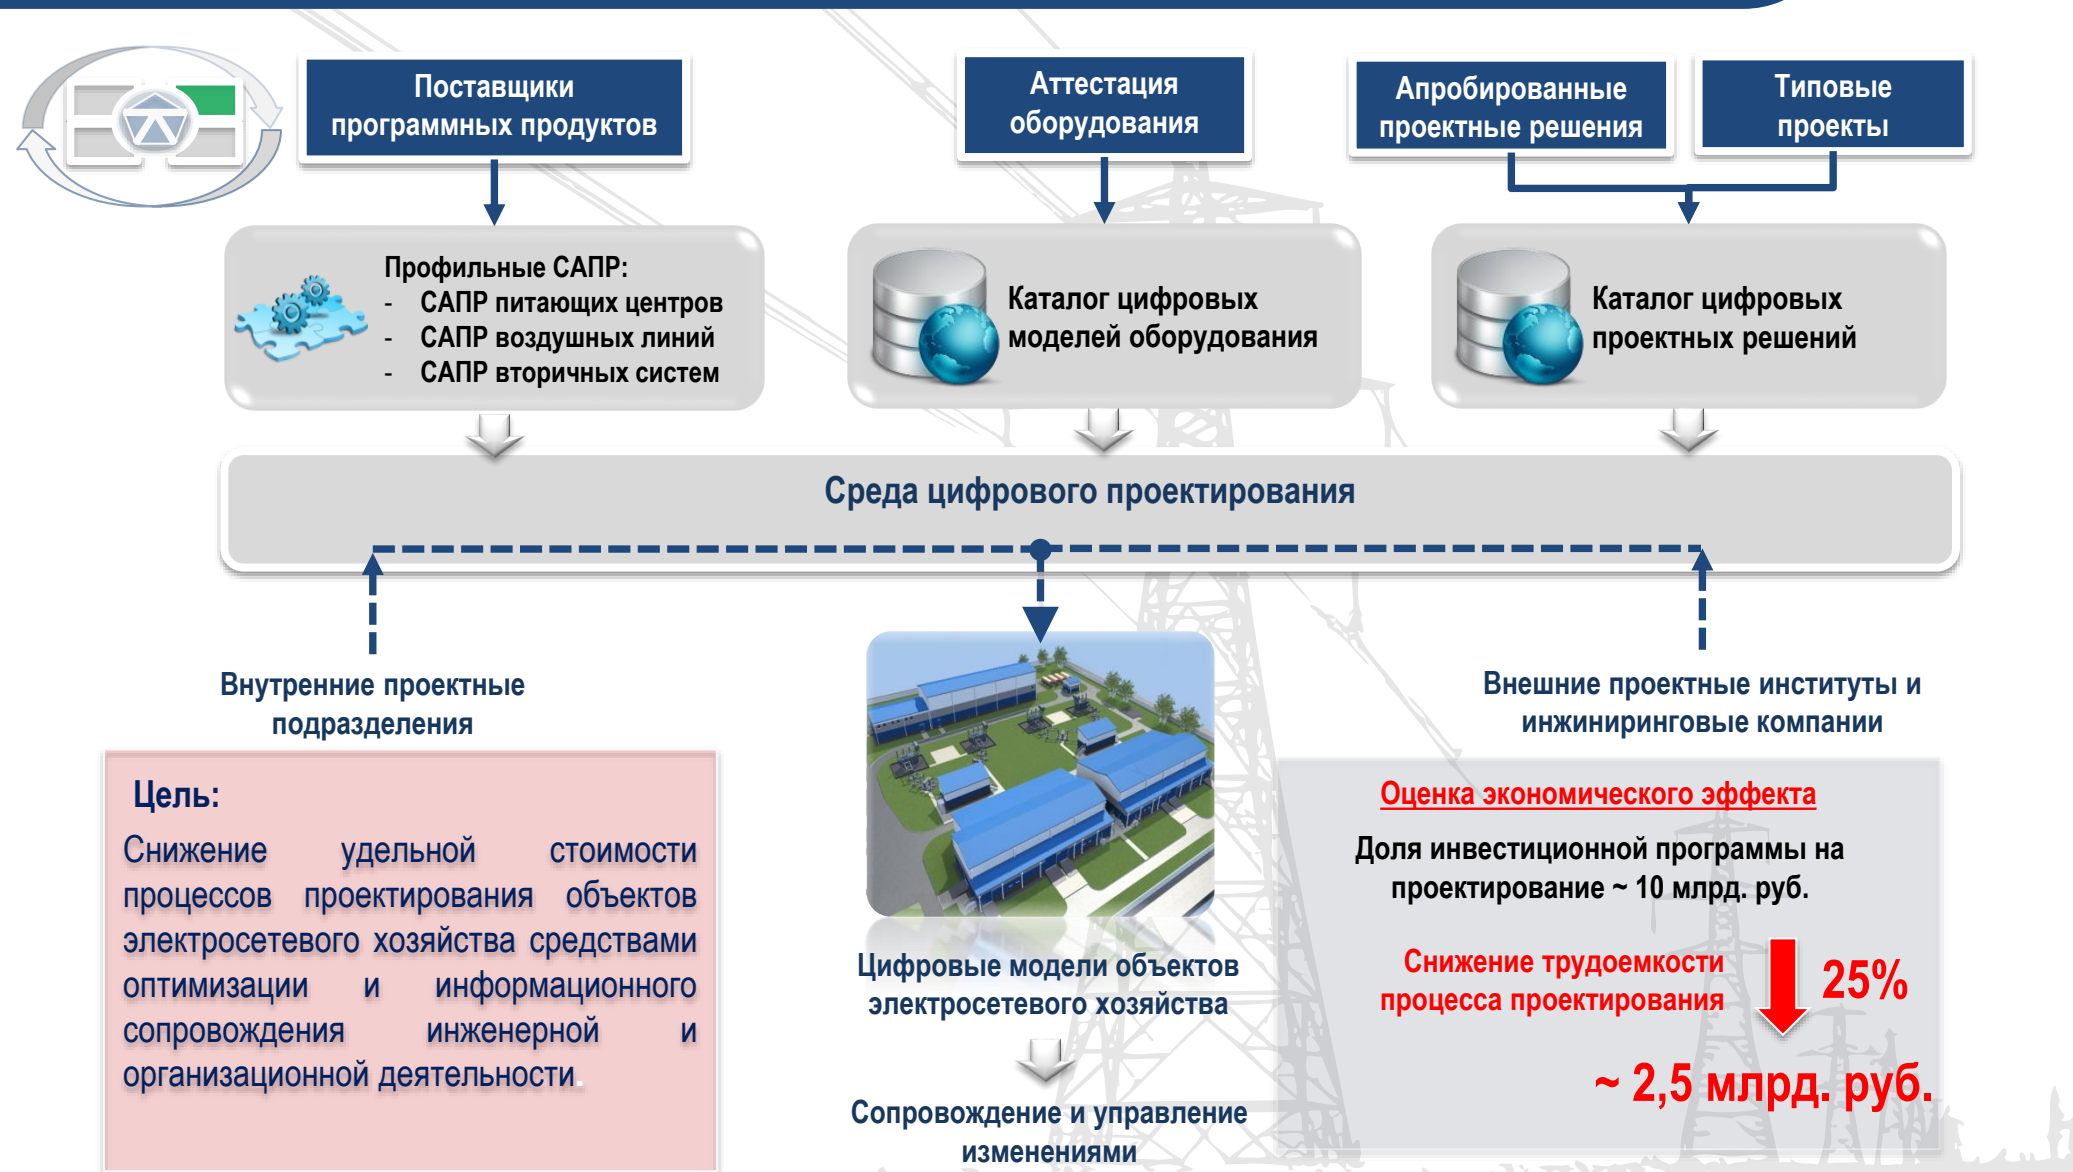 Поставщики
программных продуктов
Аттестация
оборудования
Апробированные
проектные решения
Типовые
проекты
Профильные САПР:
- САПР питающих центров
- САПР воздушных линий
- САПР вторичных систем
Каталог цифровых
моделей оборудования
Каталог цифровых
проектных решений
Среда цифрового проектирования
Внутренние проектные
подразделения
Внешние проектные институты и
инжиниринговые компании
Цель:
Снижение удельной стоимости
процессов проектирования объектов
электросетевого хозяйства средствами
оптимизации и информационного
сопровождения инженерной и
организационной деятельности.
Цифровые модели объектов
электросетевого хозяйства
Сопровождение и управление
изменениями
Оценка экономического эффекта
Доля инвестиционной программы на
проектирование ~ 10 млрд. руб.
Снижение трудоемкости
процесса проектирования
25%
~ 2,5 млрд. руб.